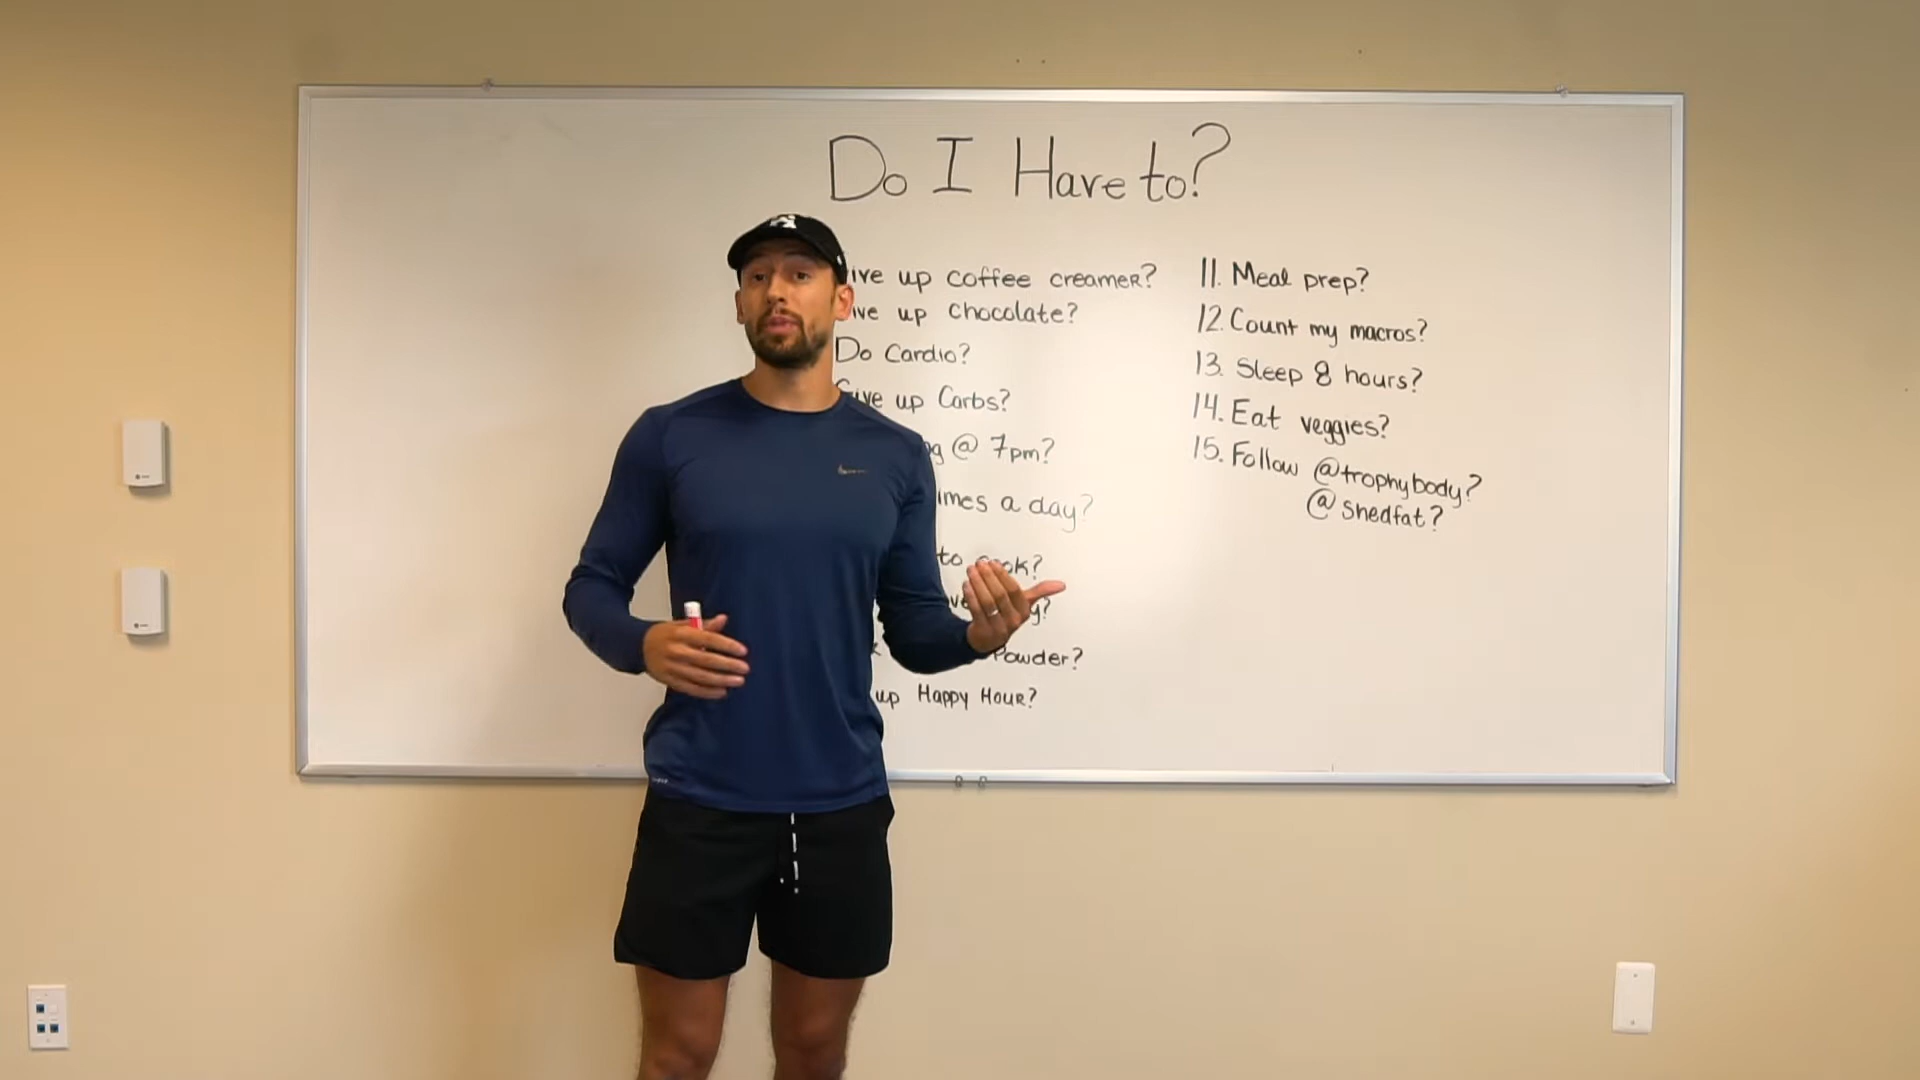 Do I Have to?
ive up coffee creamer?
ive up chocolate?
Do Cardio?
Give up Carbs?
@ 7pm?
imes a day?
to
Powder?
up Happy Hour?
11. Meal prep?
12. Count my macros?
13. Sleep 8 hours?
14. Eat veggies?
15. Follow @trophybody?
@shedfat?